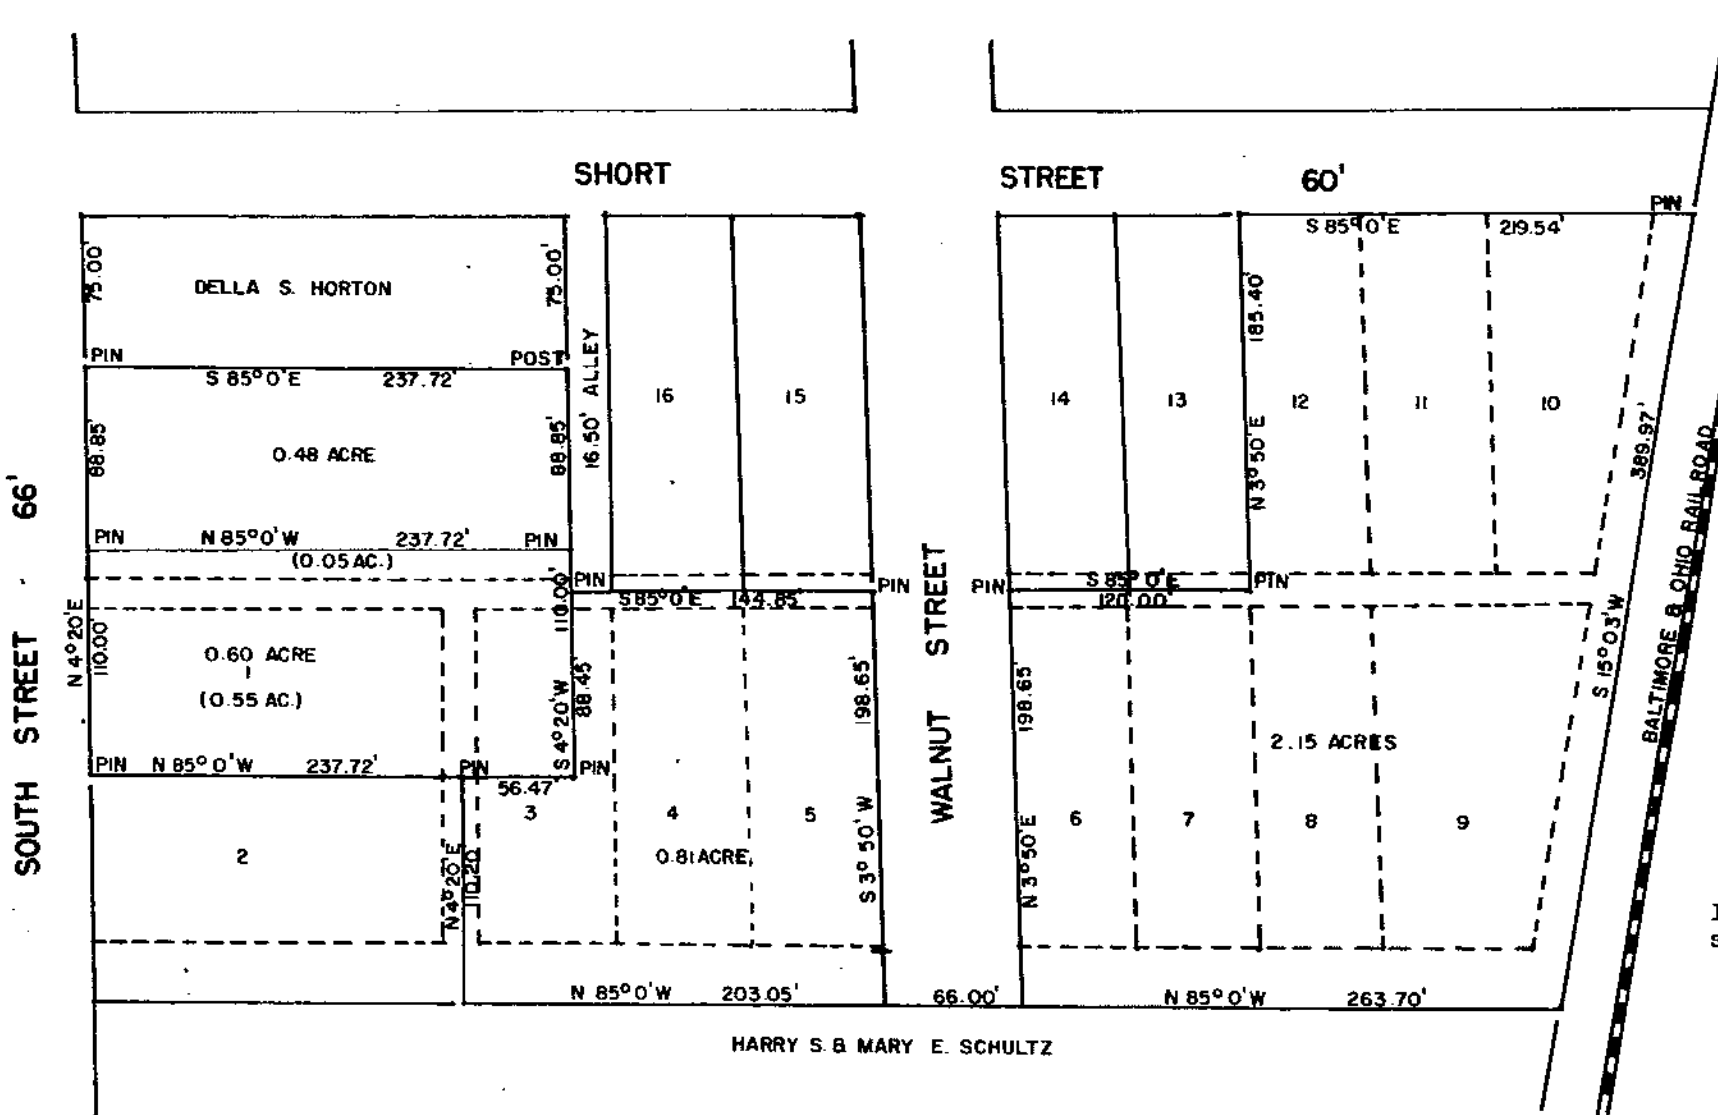 SHORT STREET 60'
PIN
S 85° 0' E 219.54'
DELLA S. HORTON
75.00'
75.00'
PIN
POST
S 85° 0' E 237.72'
16.50' ALLEY
88.85'
0.48 ACRE
88.85'
16
15
14
13
12
11
10
185.40'
N 3° 50' E
389.97'
S 15° 03' W
BALTIMORE & OHIO RAILROAD
SOUTH STREET 66'
PIN
N 85° 0' W 237.72'
PIN
(0.05 AC.)
PIN
S 85° 0' E 144.85'
PIN
WALNUT STREET
PIN
S 85° 0' E
120.00'
PIN
N 4° 20' E
110.00'
0.60 ACRE
1
(0.55 AC.)
110.00'
S 4° 20' W
88.45'
198.65'
S 3° 50' W
198.65'
N 3° 50' E
2.15 ACRES
PIN
N 85° 0' W 237.72'
PIN
PIN
56.47'
2
3
4
5
6
7
8
9
0.81 ACRE
N 4° 20' E
110.20'
N 85° 0' W 203.05'
66.00'
N 85° 0' W 263.70'
HARRY S. & MARY E. SCHULTZ